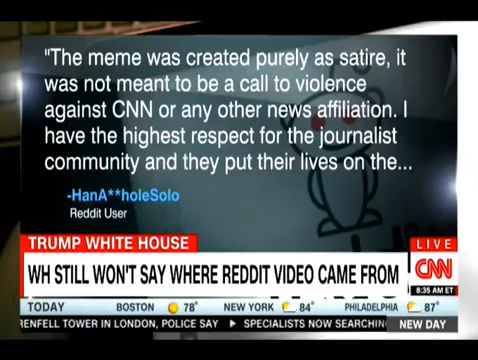 "The meme was created purely as satire, it
was not meant to be a call to violence
against CNN or any other news affiliation. I
have the highest respect for the journalist
community and they put their lives on the...
-HanA**holeSolo
Reddit User
TRUMP WHITE HOUSE
LIVE
WH STILL WON'T SAY WHERE REDDIT VIDEO CAME FROM
CNN
8:35 AM ET
TODAY BOSTON 78° NEW YORK 84° PHILADELPHIA 87°
RENFELL TOWER IN LONDON, POLICE SAY ▶ SPECIALISTS NOW SEARCHIN
NEW DAY